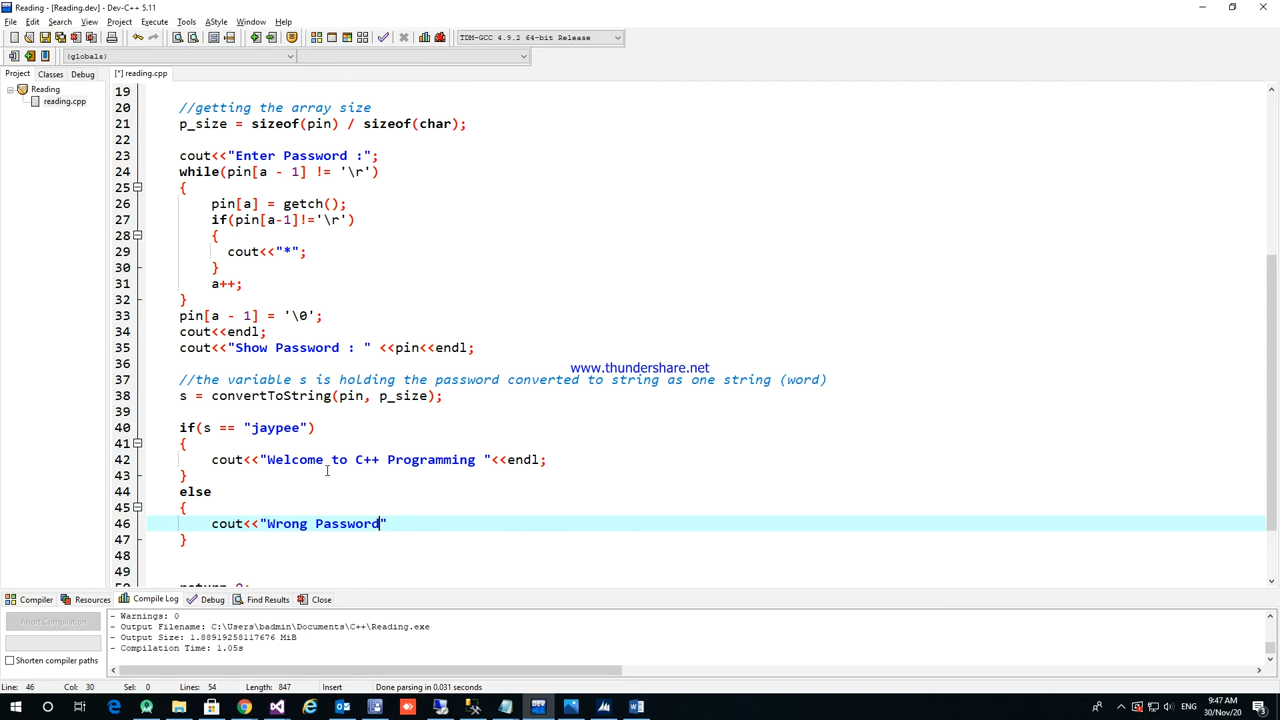 Reading - [Reading.dev] - Dev-C++ 5.11
File Edit Search View Project Execute Tools AStyle Window Help
TDM-GCC 4.9.2 64-bit Release
(globals)
Project Classes Debug [*] reading.cpp
Reading
reading.cpp
19
20 //getting the array size
21 p_size = sizeof(pin) / sizeof(char);
22
23 cout<<"Enter Password :";
24 while(pin[a - 1] != '\r')
25 {
26 pin[a] = getch();
27 if(pin[a-1]!='\r')
28 {
29 cout<<"*";
30 }
31 a++;
32 }
33 pin[a - 1] = '\0';
34 cout<<endl;
35 cout<<"Show Password : " <<pin<<endl;
36
www.thundershare.net
37 //the variable s is holding the password converted to string as one string (word)
38 s = convertToString(pin, p_size);
39
40 if(s == "jaypee")
41 {
42 cout<<"Welcome to C++ Programming "<<endl;
43 }
44 else
45 {
46 cout<<"Wrong Password"
47 }
48
49
50 return 0;
Compiler Resources Compile Log Debug Find Results Close
Abort Compilation
Shorten compiler paths
- Warnings: 0
- Output Filename: C:\Users\badmin\Documents\C++\Reading.exe
- Output Size: 1.88919258117676 MiB
- Compilation Time: 1.05s
Line: 46 Col: 30 Sel: 0 Lines: 54 Length: 847 Insert Done parsing in 0.031 seconds
DEV
ENG
9:47 AM
30/Nov/20
3